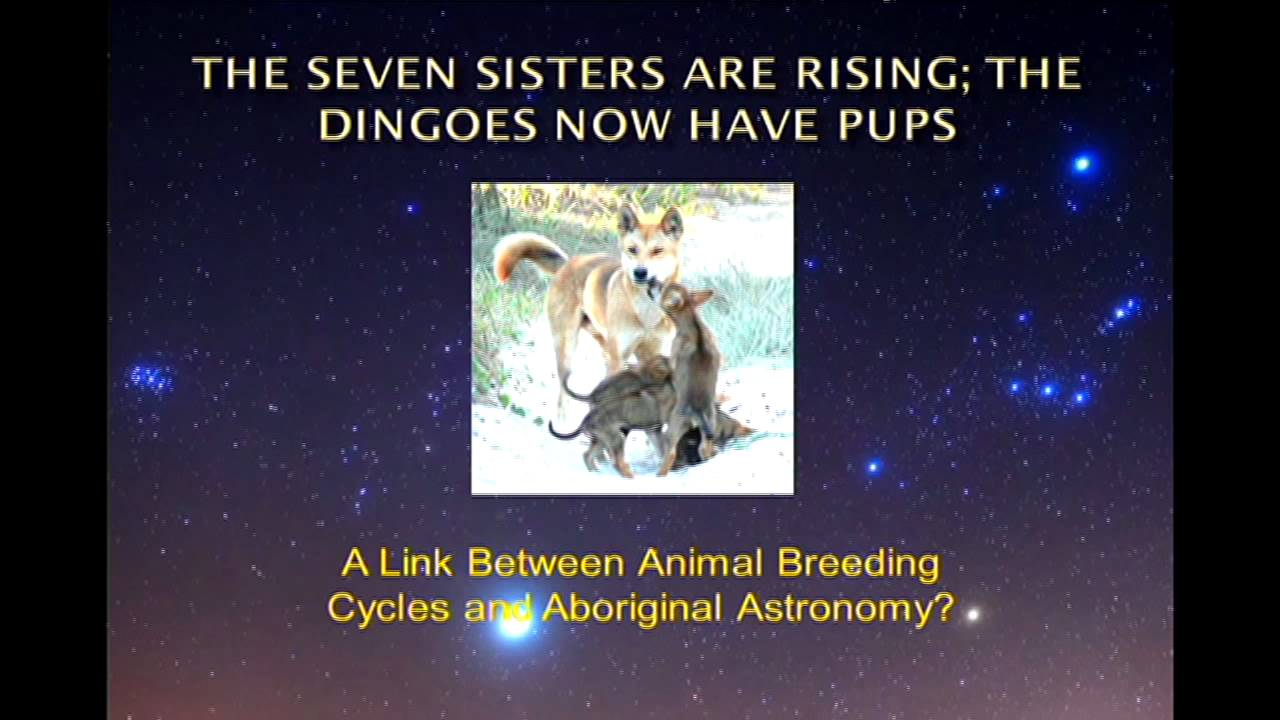 THE SEVEN SISTERS ARE RISING; THE
DINGOES NOW HAVE PUPS
A Link Between Animal Breeding
Cycles and Aboriginal Astronomy?